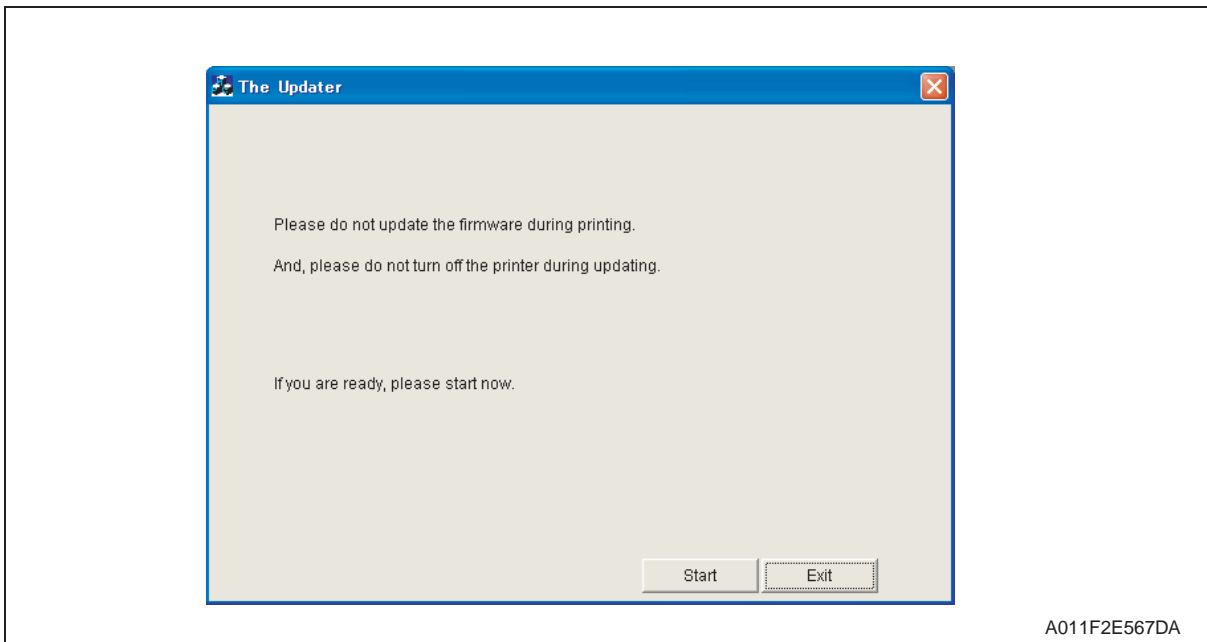 The Updater
Please do not update the firmware during printing.
And, please do not turn off the printer during updating.
If you are ready, please start now.
Start Exit
A011F2E567DA